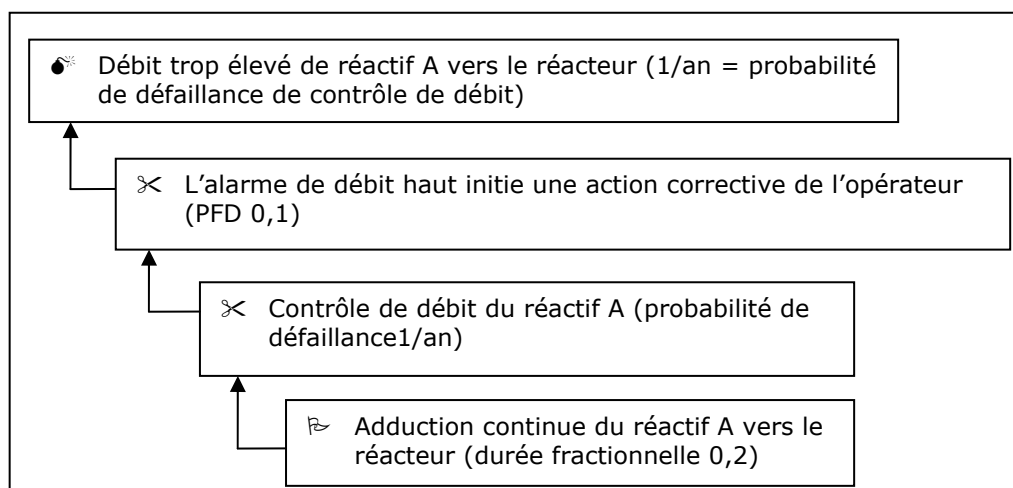 Débit trop élevé de réactif A vers le réacteur (1/an = probabilité
de défaillance de contrôle de débit)
L’alarme de débit haut initie une action corrective de l’opérateur
(PFD 0,1)
Contrôle de débit du réactif A (probabilité de
défaillance1/an)
Adduction continue du réactif A vers le
réacteur (durée fractionnelle 0,2)